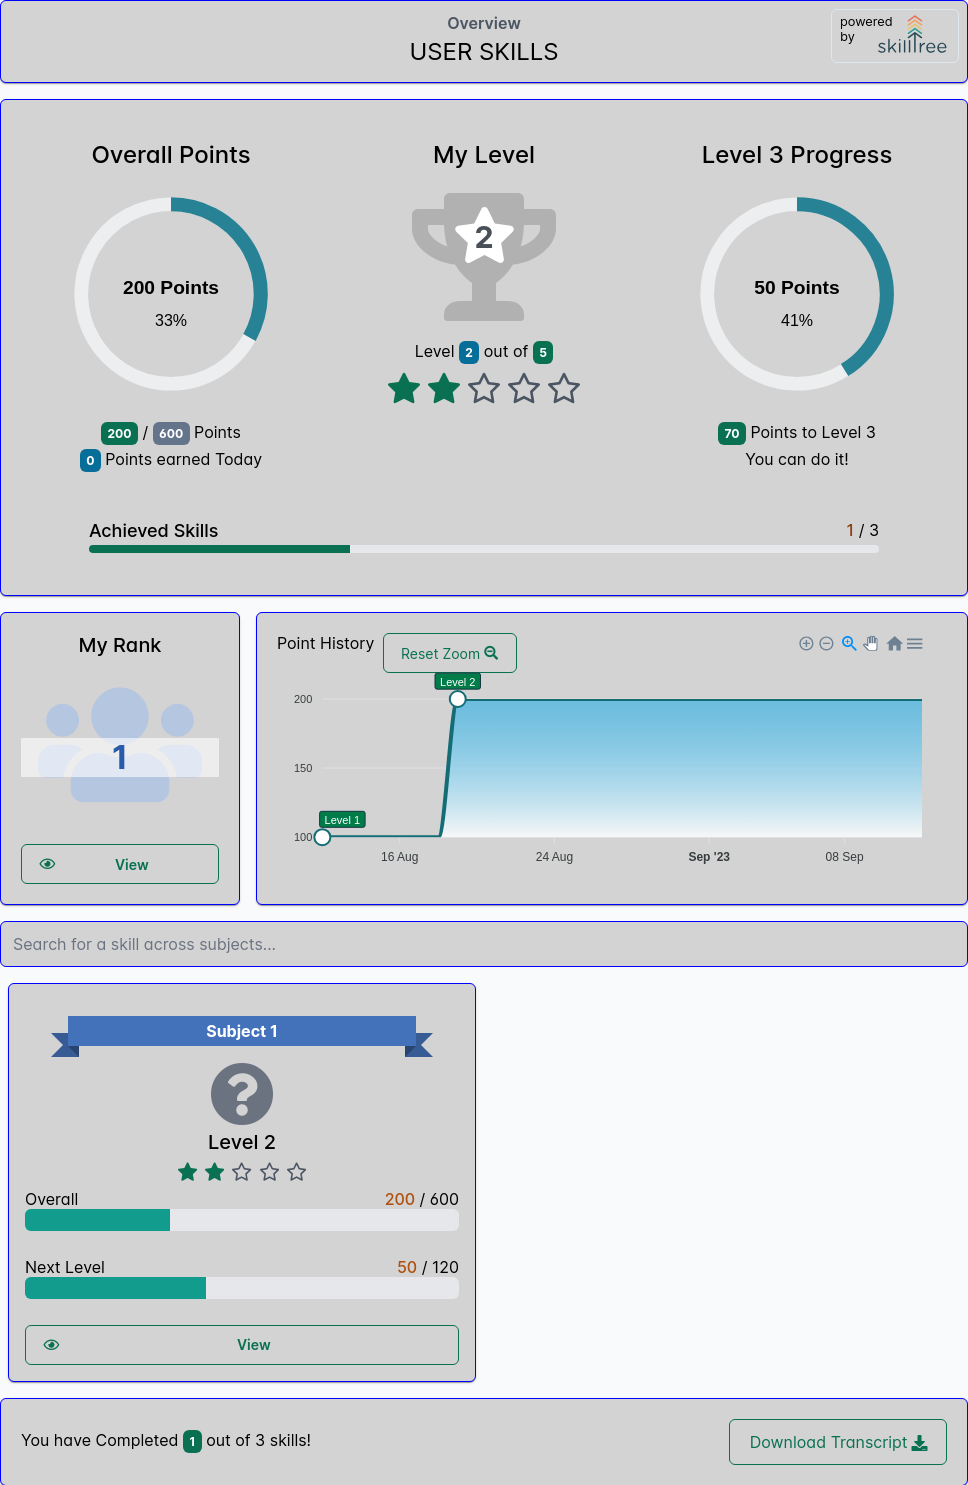 Overview
USER SKILLS
powered
by
skilltree
Overall Points
200 Points
33%
200 / 600 Points
0 Points earned Today
My Level
2
Level 2 out of 5
Level 3 Progress
50 Points
41%
70 Points to Level 3
You can do it!
Achieved Skills 1 / 3
My Rank
1
View
Point History
Reset Zoom
Level 2
200
150
Level 1
100
16 Aug 24 Aug Sep '23 08 Sep
Search for a skill across subjects...
Subject 1
Level 2
Overall 200 / 600
Next Level 50 / 120
View
You have Completed 1 out of 3 skills!
Download Transcript